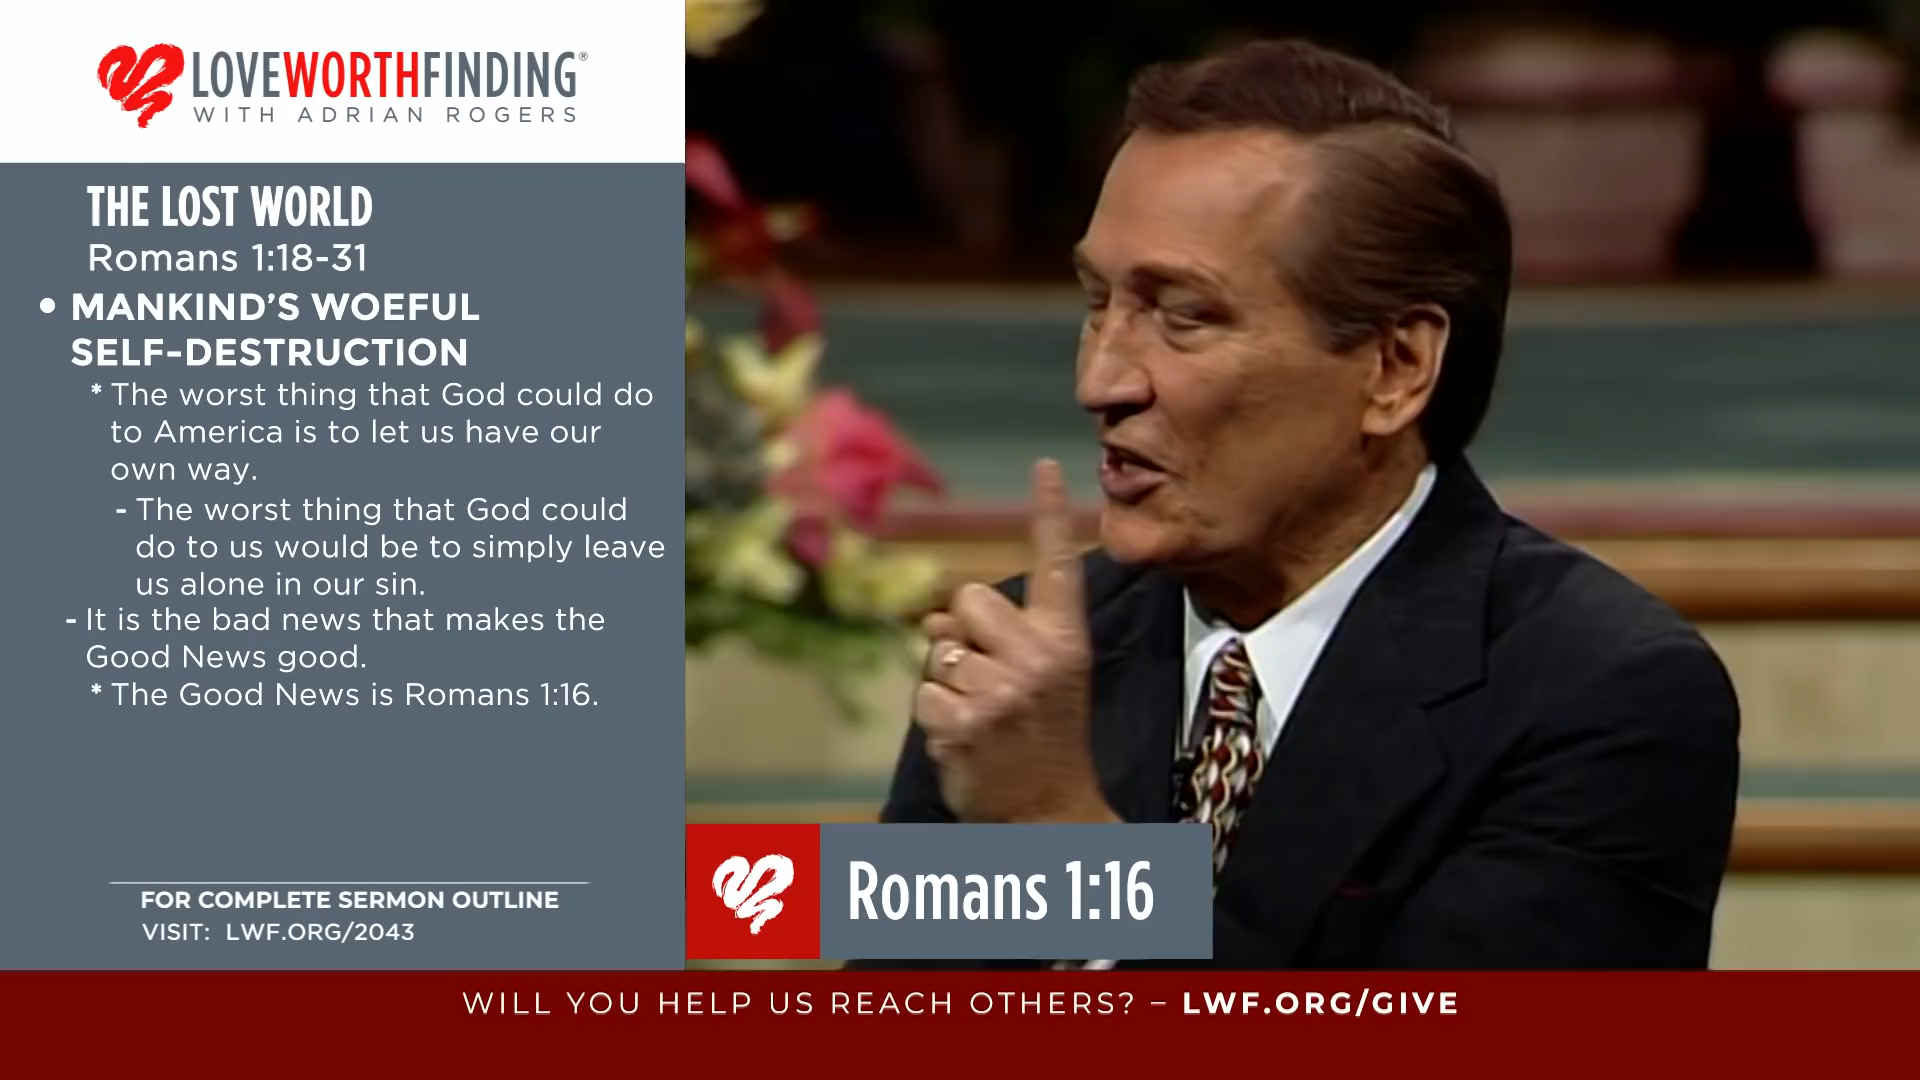 LOVEWORTHFINDING®
WITH ADRIAN ROGERS
THE LOST WORLD
Romans 1:18-31
• MANKIND’S WOEFUL
SELF-DESTRUCTION
* The worst thing that God could do
to America is to let us have our
own way.
- The worst thing that God could
do to us would be to simply leave
us alone in our sin.
- It is the bad news that makes the
Good News good.
* The Good News is Romans 1:16.
FOR COMPLETE SERMON OUTLINE
VISIT: LWF.ORG/2043
Romans 1:16
WILL YOU HELP US REACH OTHERS? – LWF.ORG/GIVE